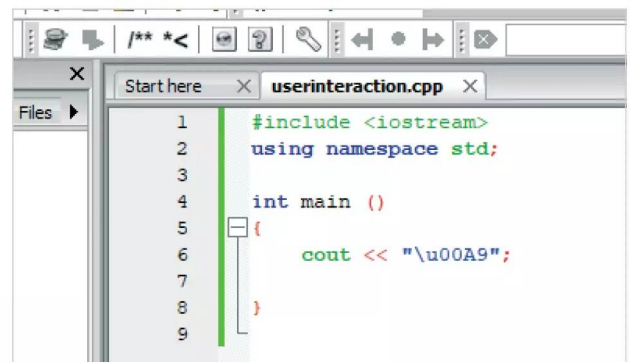 /** *<
Start here
userinteraction.cpp
Files
1 #include <iostream>
2 using namespace std;
3
4 int main ()
5 {
6 cout << "\u00A9";
7
8 }
9